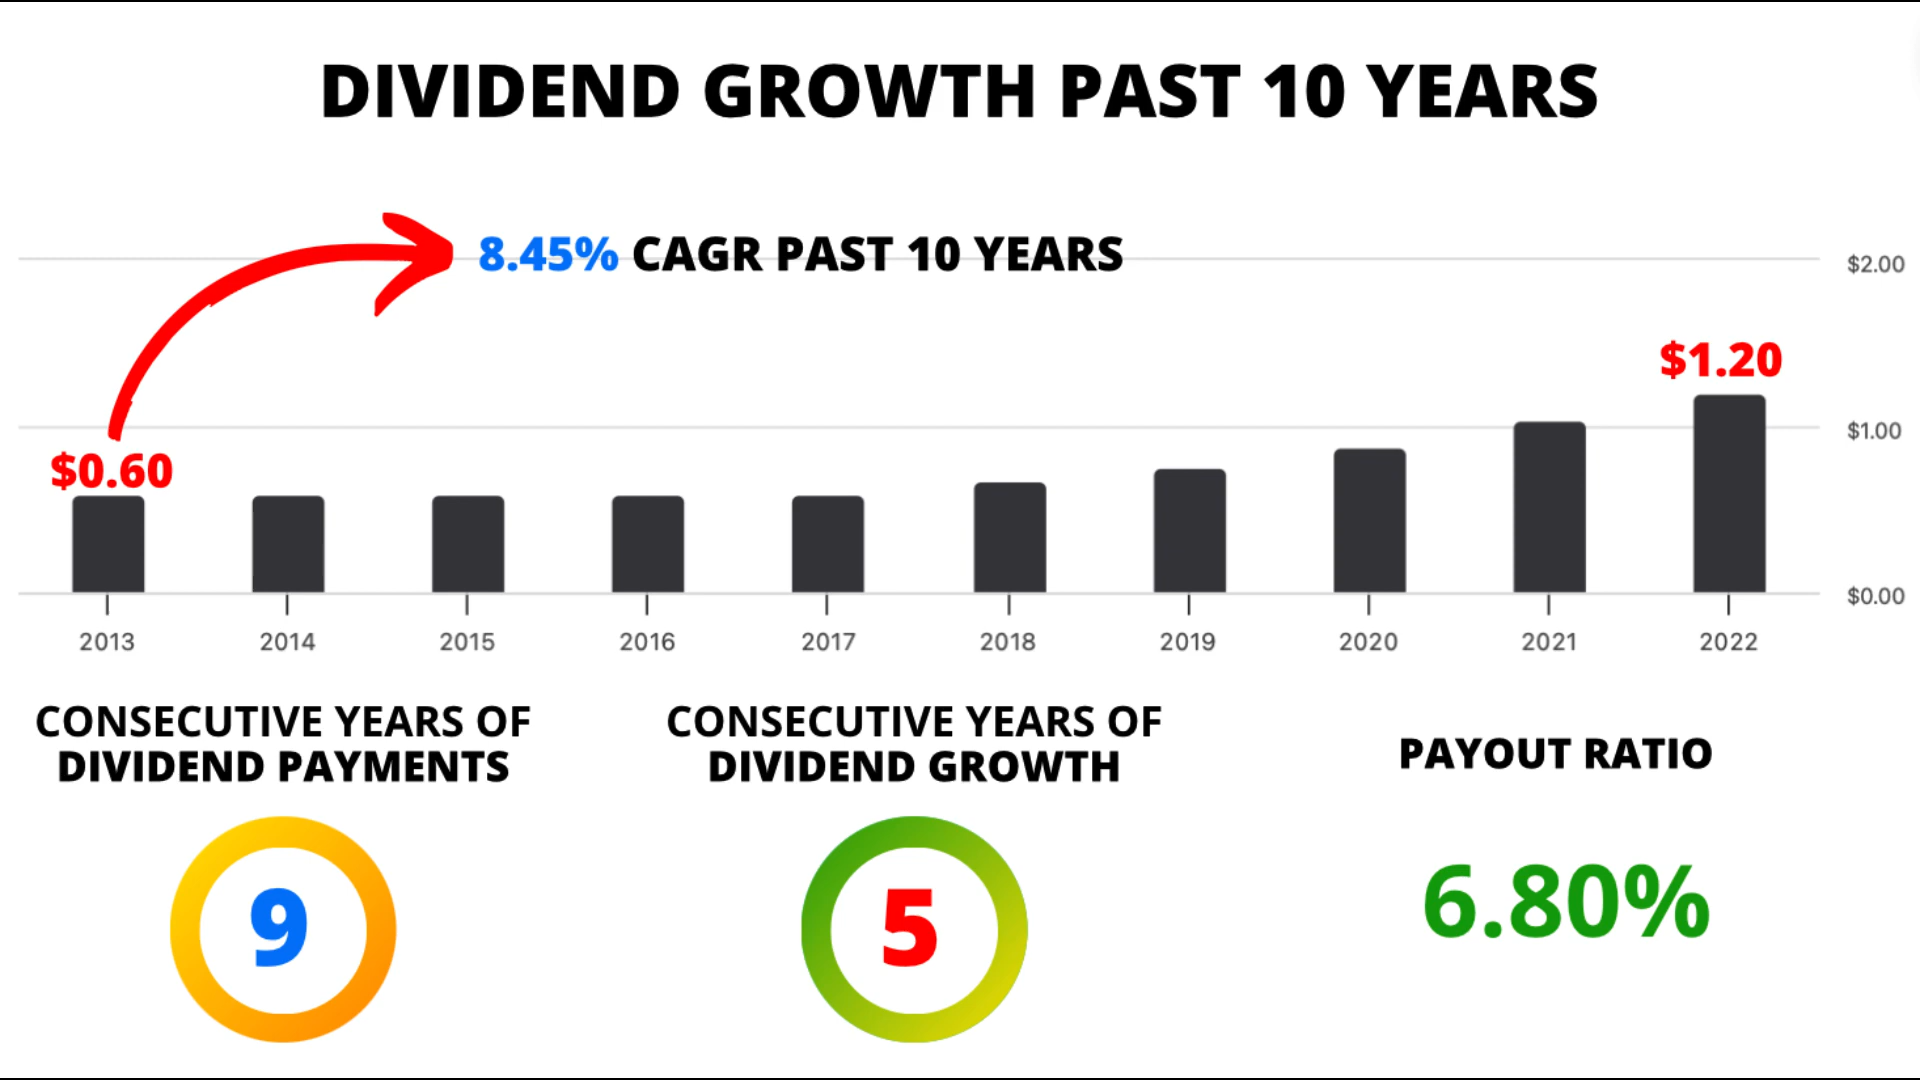 DIVIDEND GROWTH PAST 10 YEARS
8.45% CAGR PAST 10 YEARS
$2.00
$1.20
$1.00
$0.60
$0.00
2013 2014 2015 2016 2017 2018 2019 2020 2021 2022
CONSECUTIVE YEARS OF
DIVIDEND PAYMENTS
9
CONSECUTIVE YEARS OF
DIVIDEND GROWTH
5
PAYOUT RATIO
6.80%